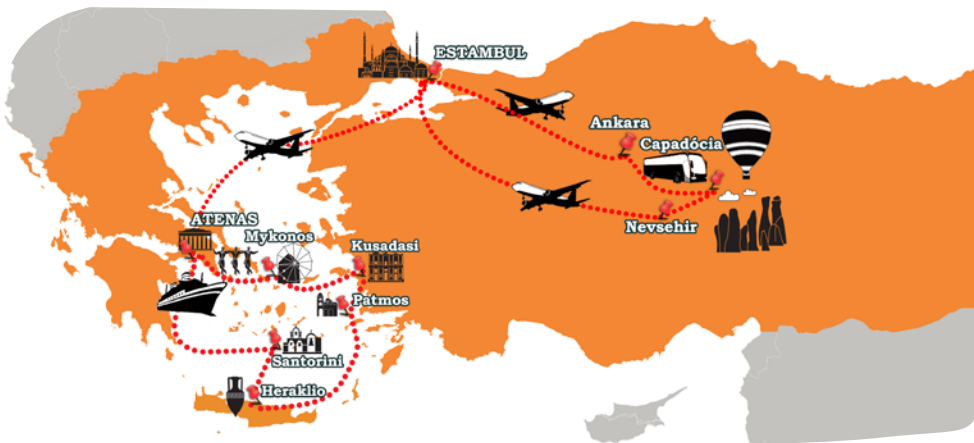 ESTAMBUL
Ankara
Capadócia
Nevsehir
ATENAS
Mykonos
Kusadasi
Patmos
Santorini
Heraklio